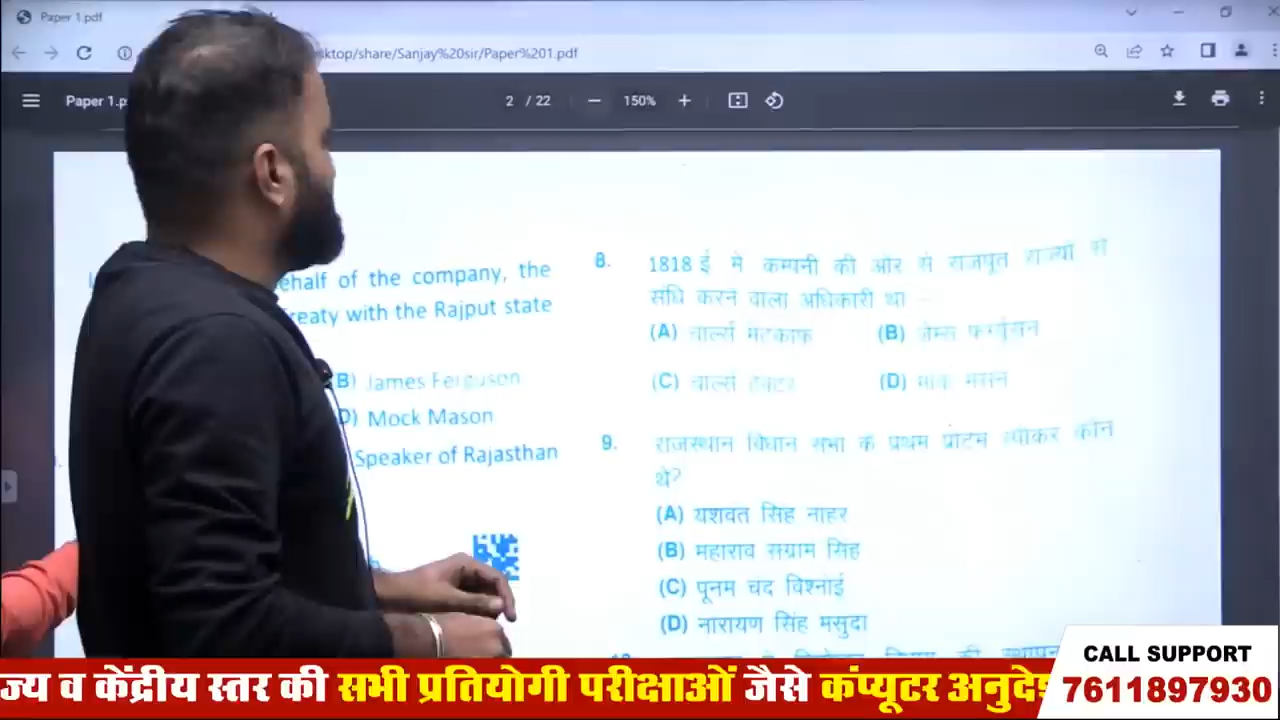 Paper 1.pdf
sktop/share/Sanjay%20sir/Paper%201.pdf
Paper 1.p
2 / 22
150%
ehalf of the company, the
reaty with the Rajput state
B) James Ferguson
D) Mock Mason
Speaker of Rajasthan
8. 1818 ई में कम्पनी की ओर से राजपूत राज्यों से
संधि करने वाला अधिकारी था –
(A) चार्ल्स मेटकाफ (B) जेम्स फर्ग्यूसन
(C) चार्ल्स हेक्टर (D) माक मेसन
9. राजस्थान विधान सभा के प्रथम प्रोटेम स्पीकर कौन
थे?
(A) यशवंत सिंह नाहर
(B) महाराव संग्राम सिंह
(C) पूनम चंद विश्नोई
(D) नारायण सिंह मसुदा
ज्य व केंद्रीय स्तर की सभी प्रतियोगी परीक्षाओं जैसे कंप्यूटर अनुदे
CALL SUPPORT
7611897930